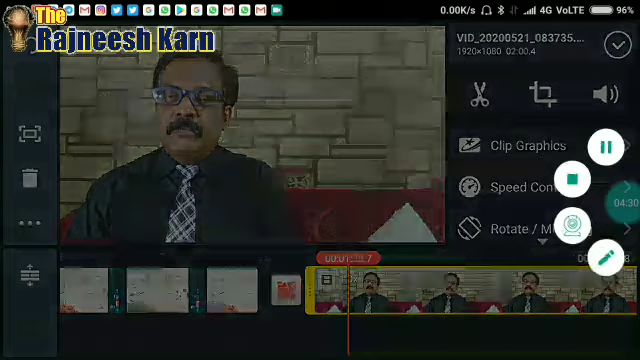 0.00K/s 4G VoLTE 96%
The
Rajneesh Karn
VID_20200521_083735....
1920×1080 02:00.4
Clip Graphics
Speed Con
04:30
Rotate / M